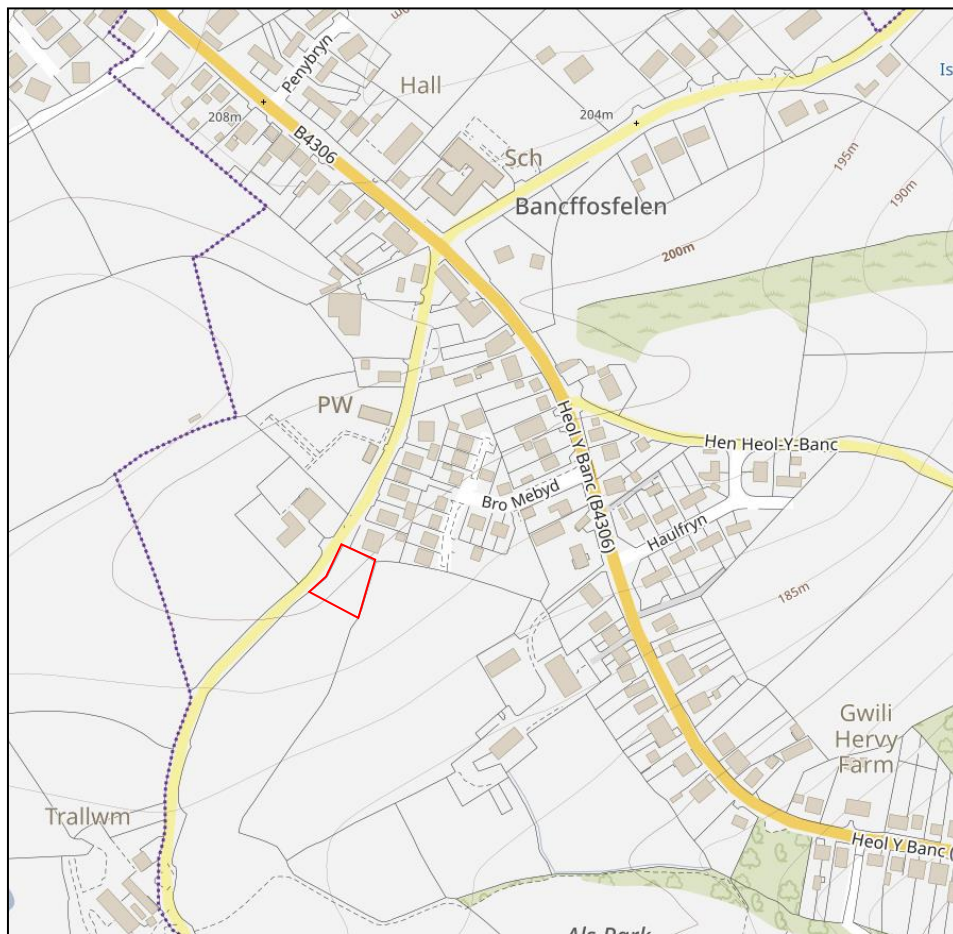 Penybryn
Hall
Is
208m
204m
B4306
Sch
195m
190m
Bancffosfelen
200m
PW
Heol Y Banc (B4306)
Hen Heol-Y-Banc
Bro Mebyd
Haulfryn
185m
Gwili
Hervy
Farm
Trallwm
Heol Y Banc (